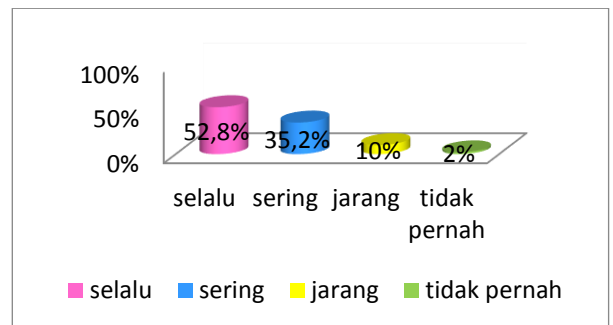 100%
50%
0%
52,8% 35,2% 10% 2%
selalu sering jarang tidak
pernah
selalu sering jarang tidak pernah